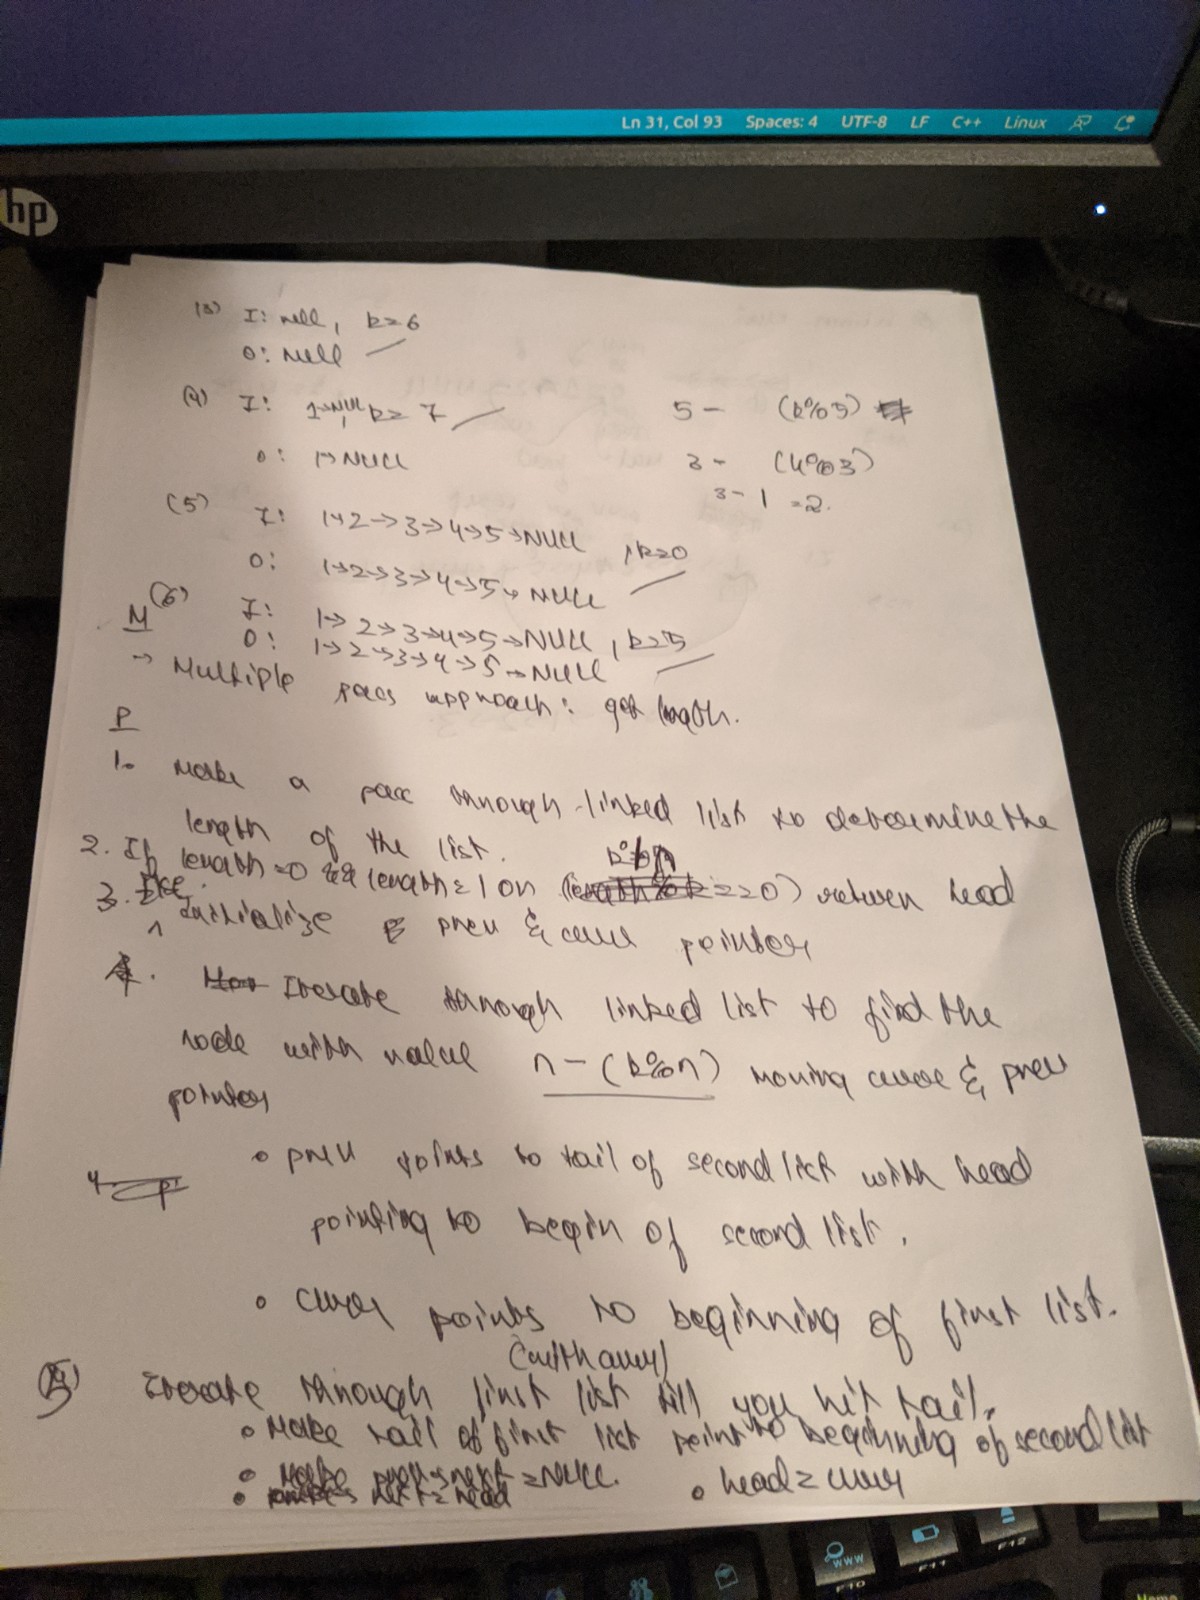 Ln 31, Col 93 Spaces: 4 UTF-8 LF C++ Linux
hp
(3) I: null, k=6
O: null
(4) I: 1→NULL, k=7
O: 1→NULL
5 - (k%5)
3 - (4%3)
3-1 =2.
(5) I: 1→2→3→4→5→NULL, k=0
O: 1→2→3→4→5→NULL
M
(6) I: 1→2→3→4→5→NULL, k=5
O: 1→2→3→4→5→NULL
→ Multiple pass approach: get length.
P
1. Make a pass through linked list to determine the
length of the list.
k%n
2. If length=0 && length=1 or (length%k==0) return head
3. Else initialize prev & curr pointer
4. Iterate through linked list to find the
node with value n-(k%n) moving curr & prev
pointer
• prev points to tail of second list with head
pointing to begin of second list.
4.
• curr points to beginning of first list.
(with curr)
5) Iterate through first list till you hit tail.
• Make tail of first list point to beginning of second list
• Make prev→next=NULL.
• head=curr
WWW
F10
F11
F12
Home